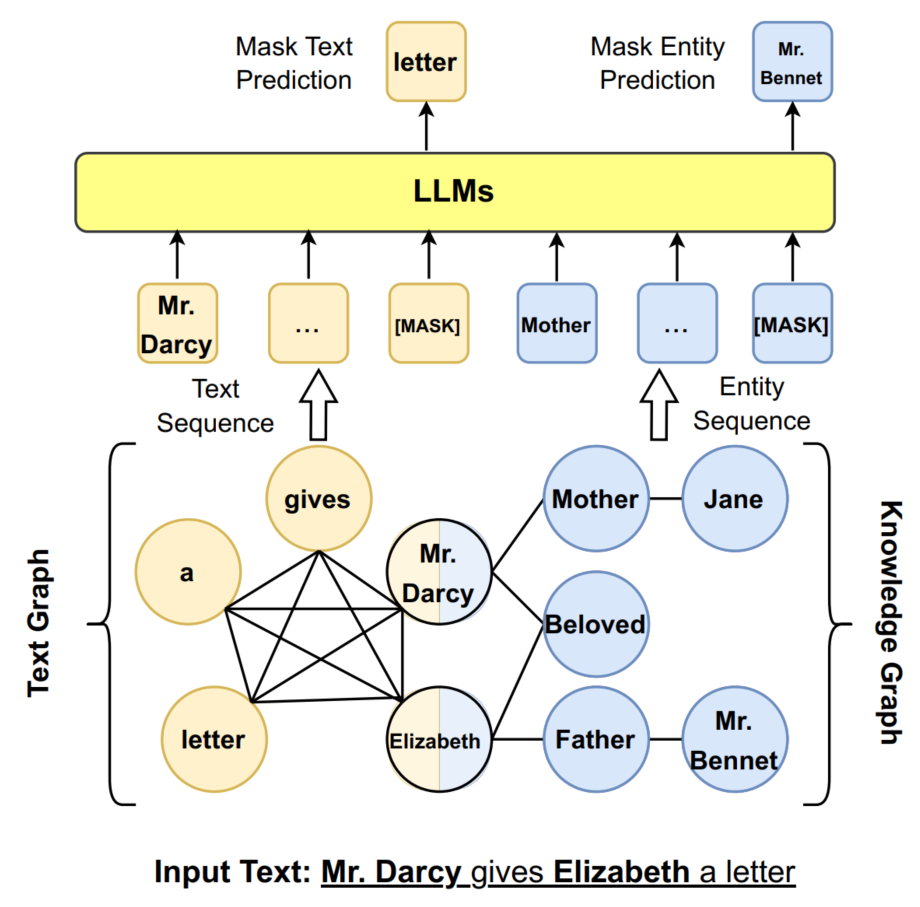 Mask Text
Prediction
letter
Mask Entity
Prediction
Mr.
Bennet
LLMs
Mr.
Darcy
...
[MASK]
Mother
...
[MASK]
Text
Sequence
Entity
Sequence
Text Graph
gives
a
letter
Mr.
Darcy
Elizabeth
Mother
Jane
Beloved
Father
Mr.
Bennet
Knowledge Graph
Input Text: Mr. Darcy gives Elizabeth a letter